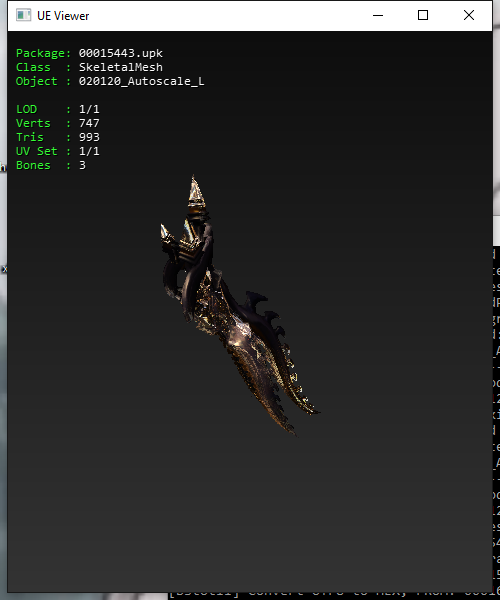 UE Viewer
Package: 00015443.upk
Class : SkeletalMesh
Object : 020120_Autoscale_L
LOD : 1/1
Verts : 747
Tris : 993
UV Set : 1/1
Bones : 3